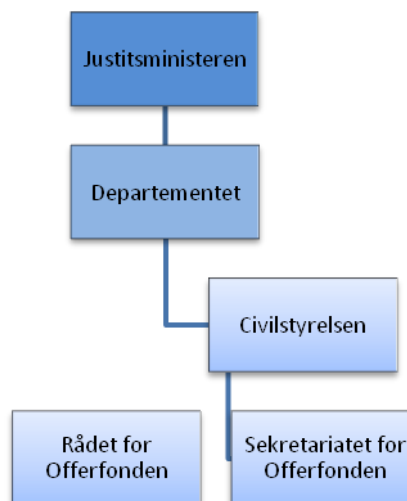 Justitsministeren
Departementet
Civilstyrelsen
Rådet for
Offerfonden
Sekretariatet for
Offerfonden